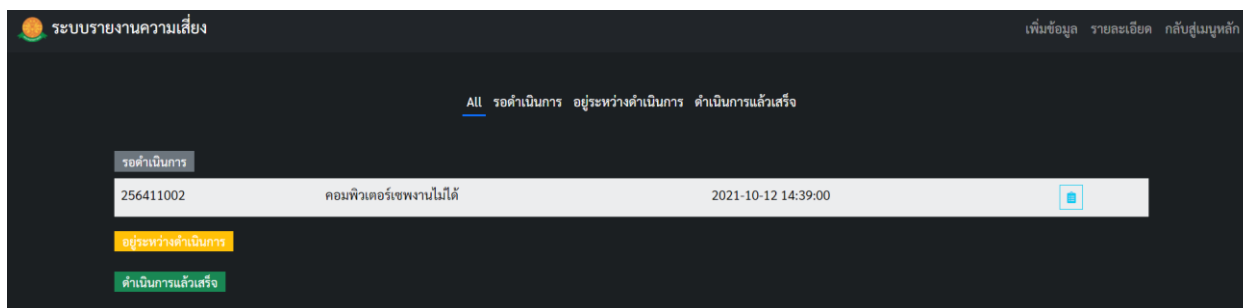 ระบบรายงานความเสี่ยง เพิ่มข้อมูล รายละเอียด กลับสู่เมนูหลัก
All รอดำเนินการ อยู่ระหว่างดำเนินการ ดำเนินการแล้วเสร็จ
รอดำเนินการ
256411002 คอมพิวเตอร์เซพงานไม่ได้ 2021-10-12 14:39:00
อยู่ระหว่างดำเนินการ
ดำเนินการแล้วเสร็จ